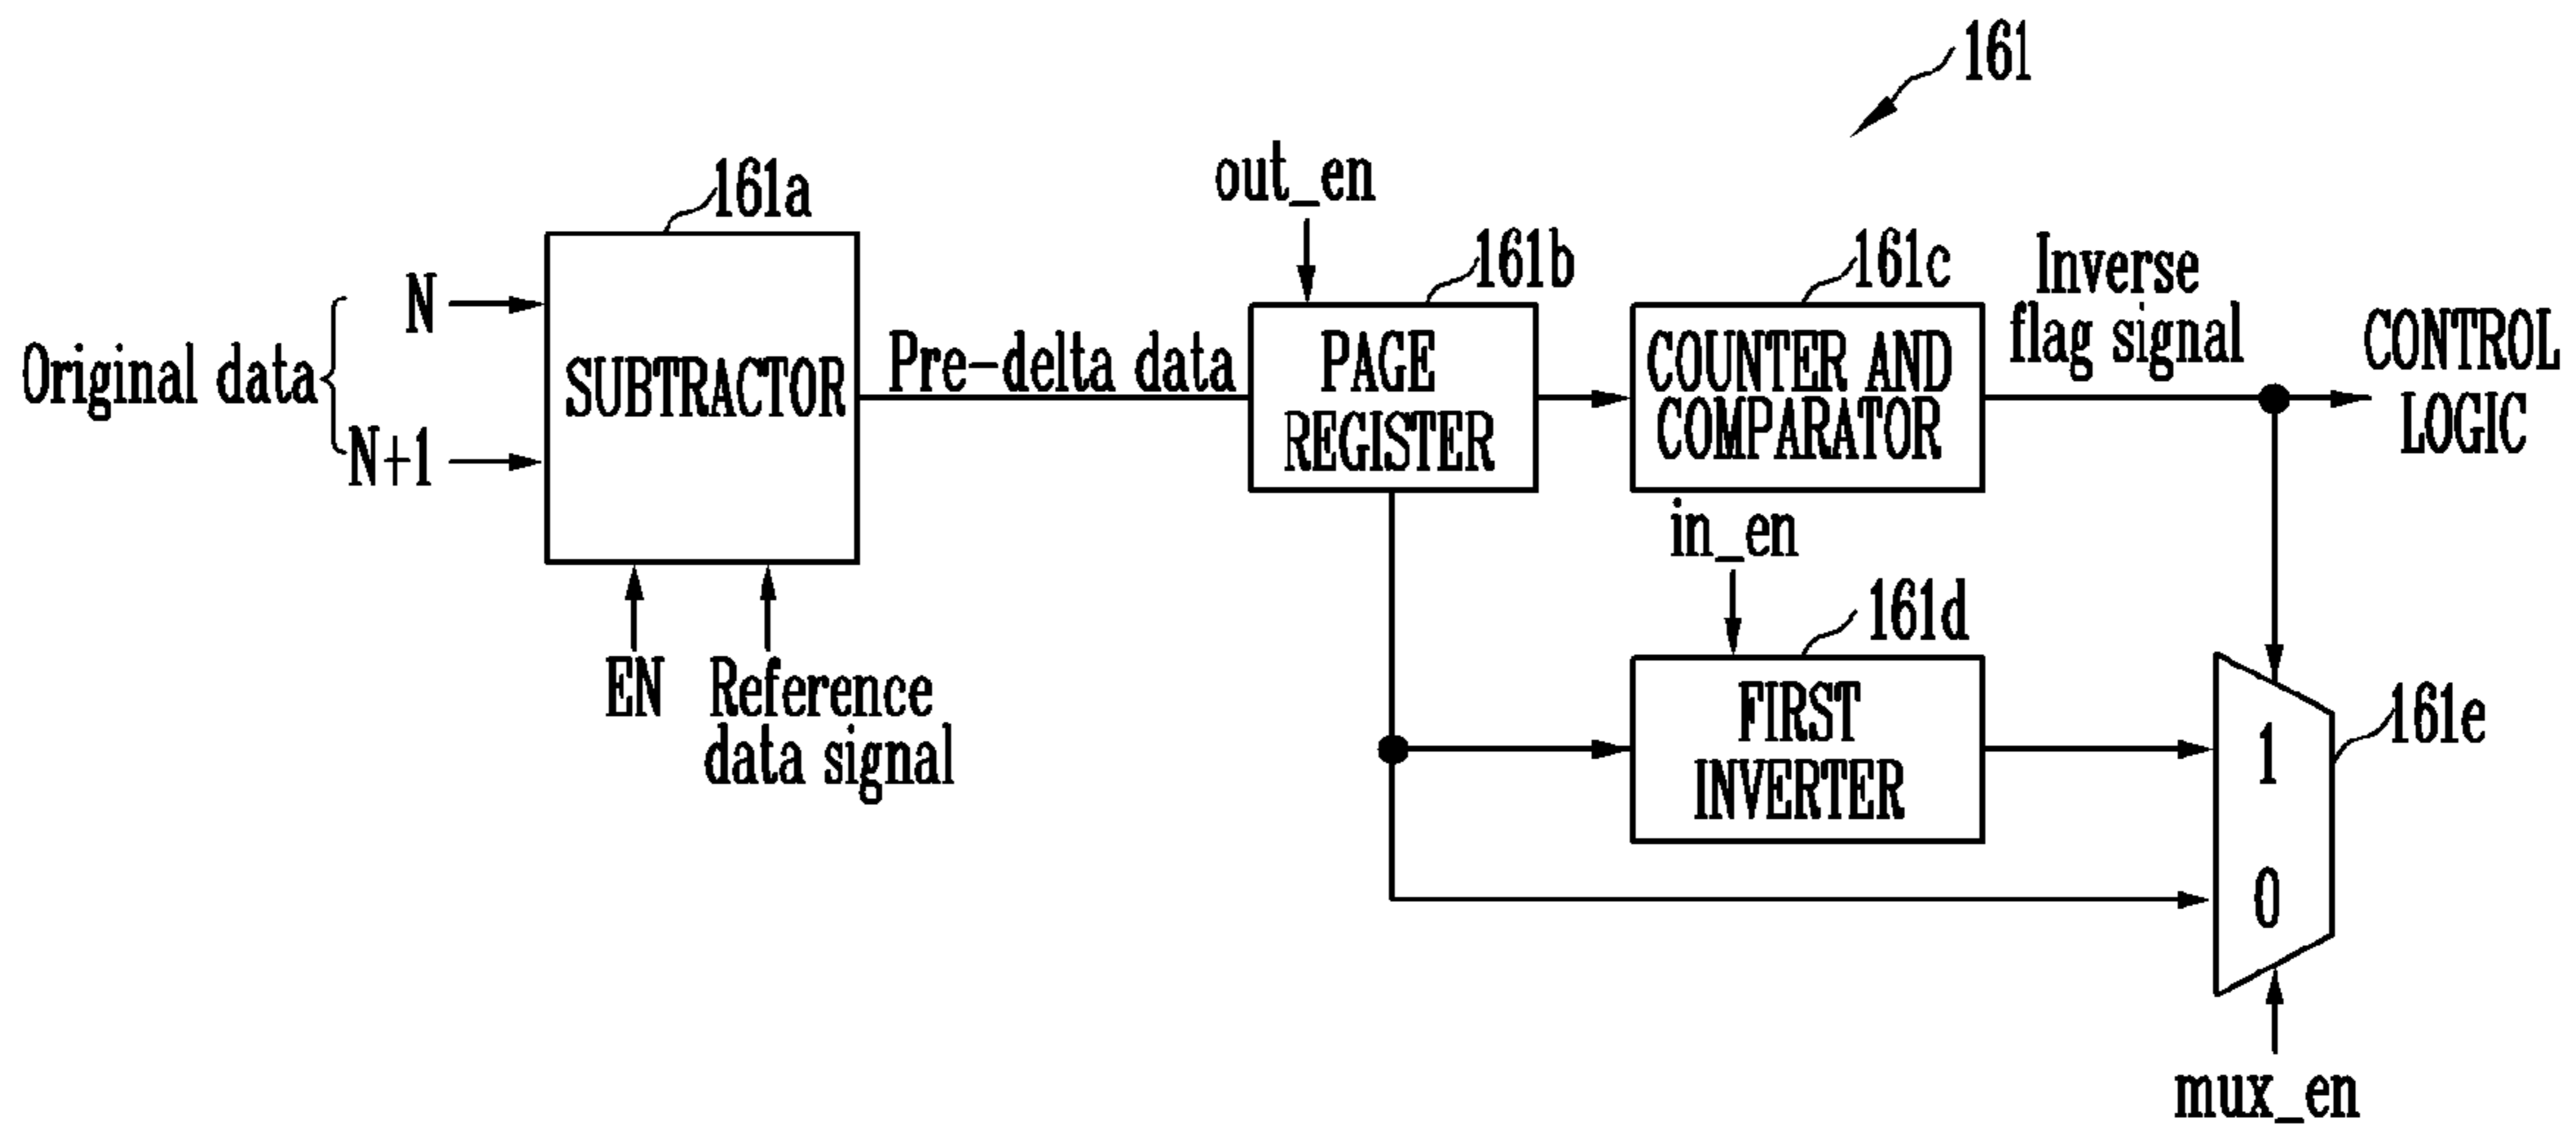 161
161a
out_en
161b
161c
Inverse
flag signal
CONTROL
LOGIC
Original data
N
N+1
SUBTRACTOR
Pre-delta data
PAGE
REGISTER
COUNTER AND
COMPARATOR
in_en
161d
EN
Reference
data signal
FIRST
INVERTER
1
0
161e
mux_en